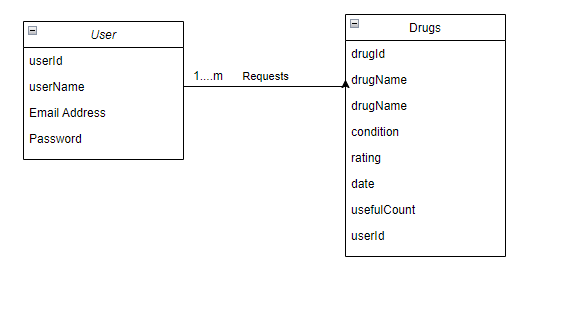 User
userId
userName
Email Address
Password
1....m Requests
Drugs
drugId
drugName
drugName
condition
rating
date
usefulCount
userId